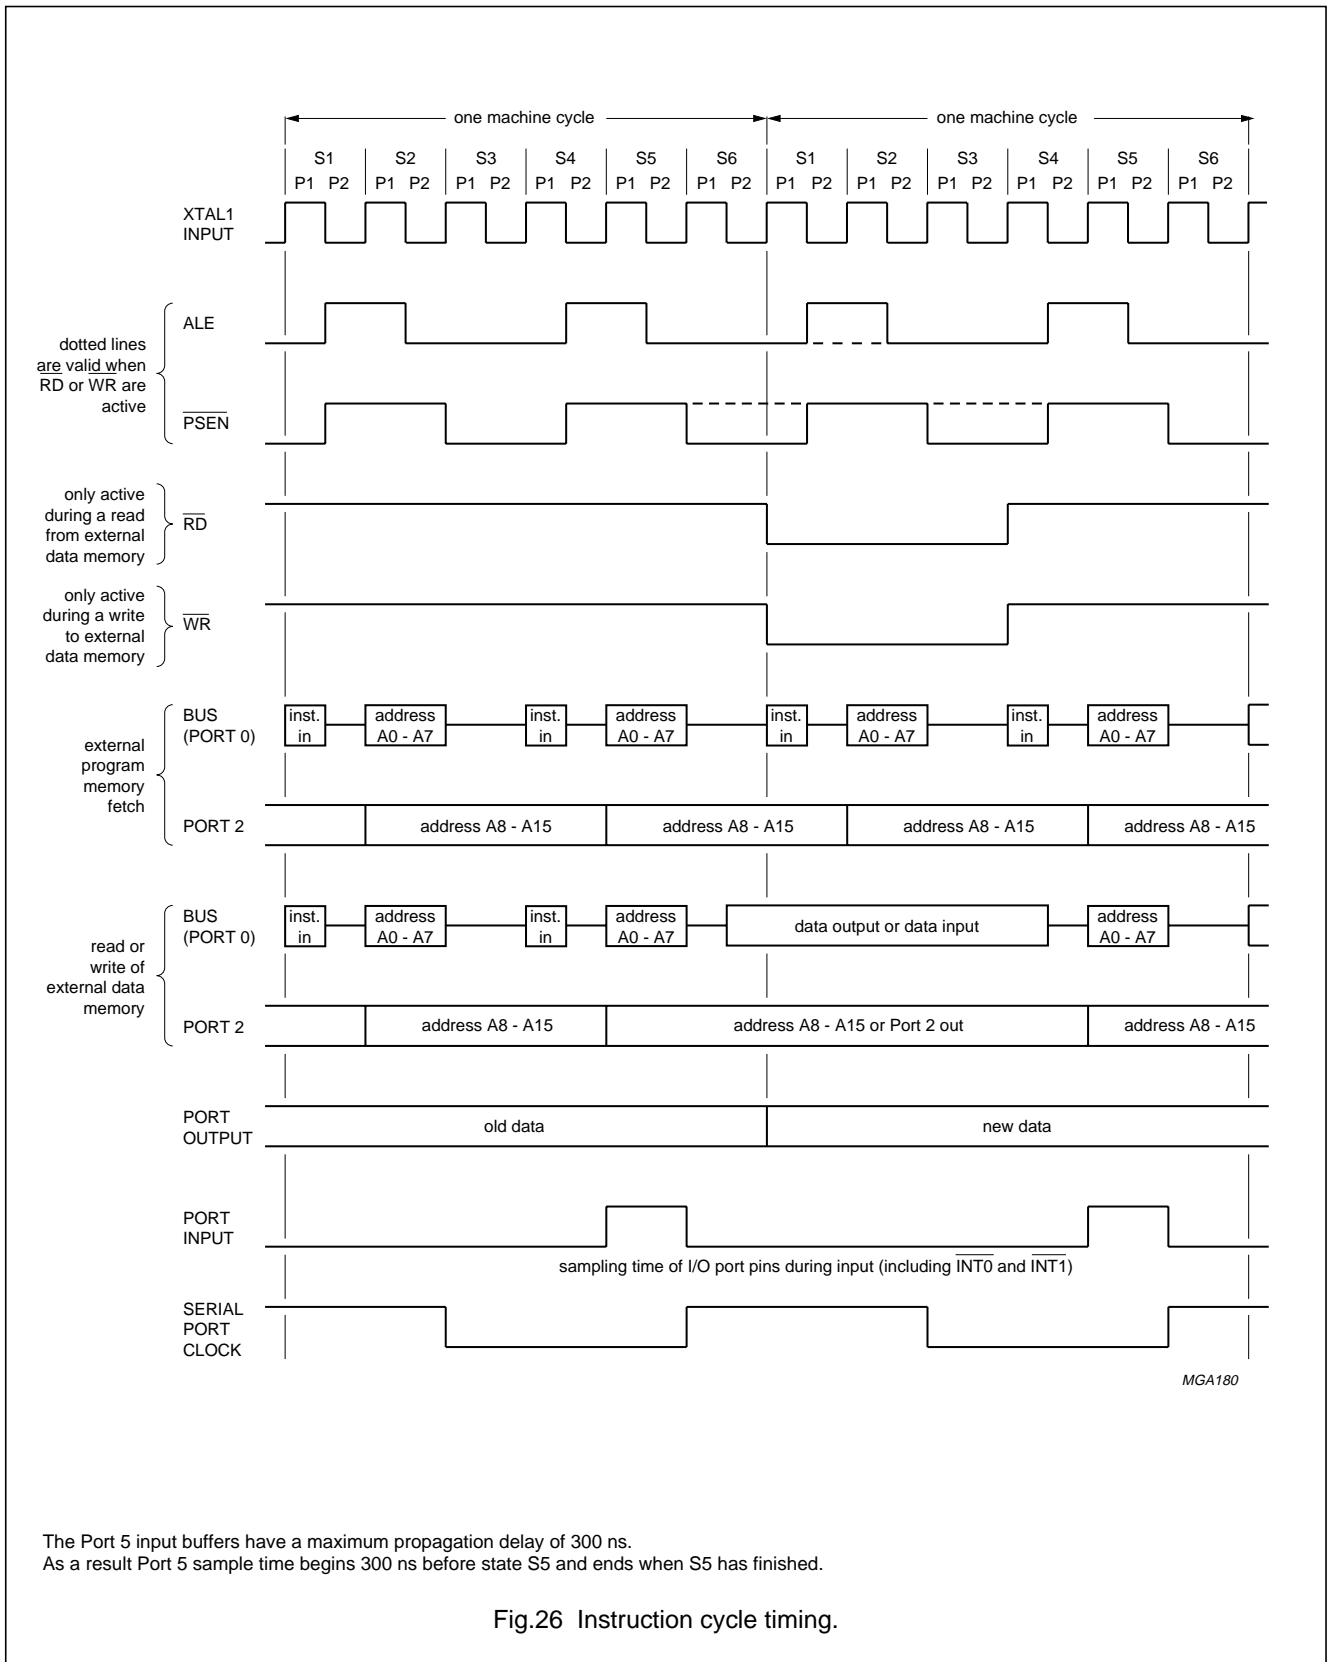 one machine cycle one machine cycle
S1 S2 S3 S4 S5 S6 S1 S2 S3 S4 S5 S6
P1 P2 P1 P2 P1 P2 P1 P2 P1 P2 P1 P2 P1 P2 P1 P2 P1 P2 P1 P2 P1 P2 P1 P2
XTAL1
INPUT
dotted lines
are valid when
RD or WR are
active
ALE
PSEN
only active
during a read
from external
data memory
RD
only active
during a write
to external
data memory
WR
external
program
memory
fetch
BUS
(PORT 0)
inst. address inst. address inst. address inst. address
in A0 - A7 in A0 - A7 in A0 - A7 in A0 - A7
PORT 2
address A8 - A15 address A8 - A15 address A8 - A15 address A8 - A15
read or
write of
external data
memory
BUS
(PORT 0)
inst. address inst. address data output or data input address
in A0 - A7 in A0 - A7 A0 - A7
PORT 2
address A8 - A15 address A8 - A15 or Port 2 out address A8 - A15
PORT
OUTPUT
old data new data
PORT
INPUT
sampling time of I/O port pins during input (including INT0 and INT1)
SERIAL
PORT
CLOCK
MGA180
The Port 5 input buffers have a maximum propagation delay of 300 ns.
As a result Port 5 sample time begins 300 ns before state S5 and ends when S5 has finished.
Fig.26 Instruction cycle timing.